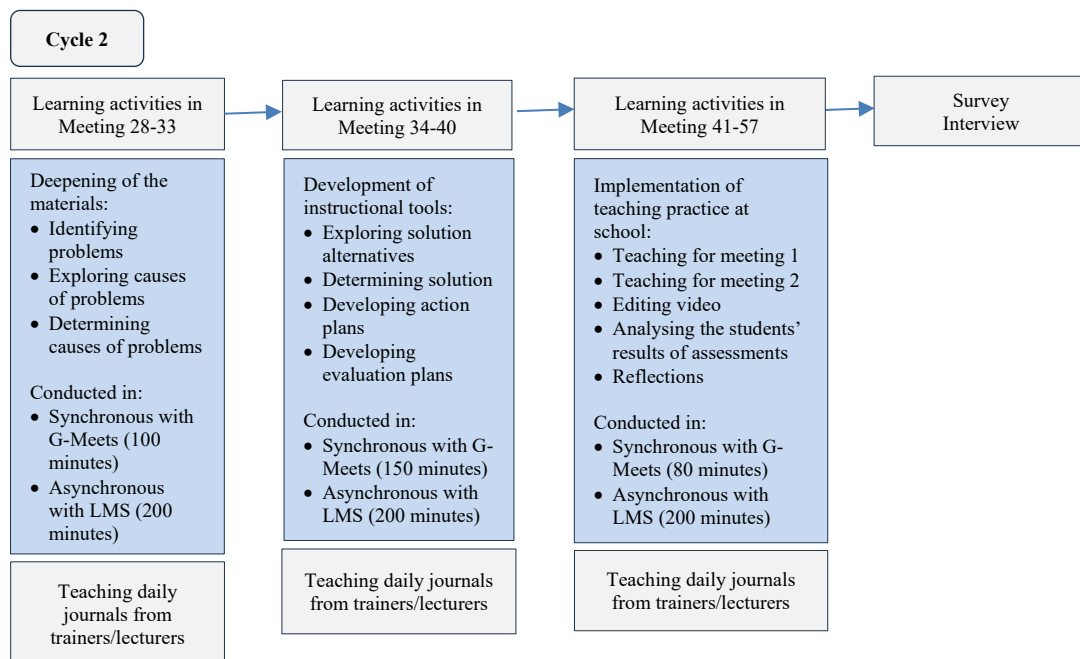 Cycle 2
Learning activities in
Meeting 28-33
Deepening of the
materials:
• Identifying
problems
• Exploring causes
of problems
• Determining
causes of problems
Conducted in:
• Synchronous with
G-Meets (100
minutes)
• Asynchronous
with LMS (200
minutes)
Teaching daily
journals from
trainers/lecturers
Learning activities in
Meeting 34-40
Development of
instructional tools:
• Exploring solution
alternatives
• Determining solution
• Developing action
plans
• Developing
evaluation plans
Conducted in:
• Synchronous with G-
Meets (150 minutes)
• Asynchronous with
LMS (200 minutes)
Teaching daily journals
from trainers/lecturers
Learning activities in
Meeting 41-57
Implementation of
teaching practice at
school:
• Teaching for meeting 1
• Teaching for meeting 2
• Editing video
• Analysing the students’
results of assessments
• Reflections
Conducted in:
• Synchronous with G-
Meets (80 minutes)
• Asynchronous with
LMS (200 minutes)
Teaching daily journals
from trainers/lecturers
Survey
Interview